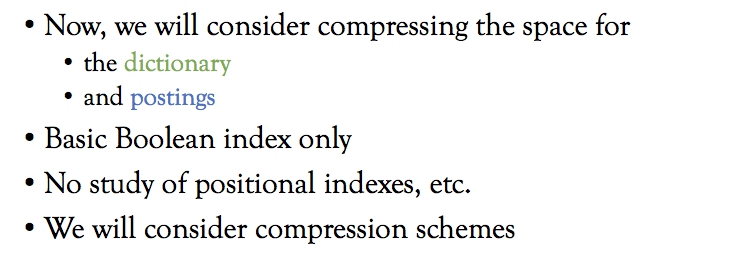 • Now, we will consider compressing the space for
• the dictionary
• and postings
• Basic Boolean index only
• No study of positional indexes, etc.
• We will consider compression schemes